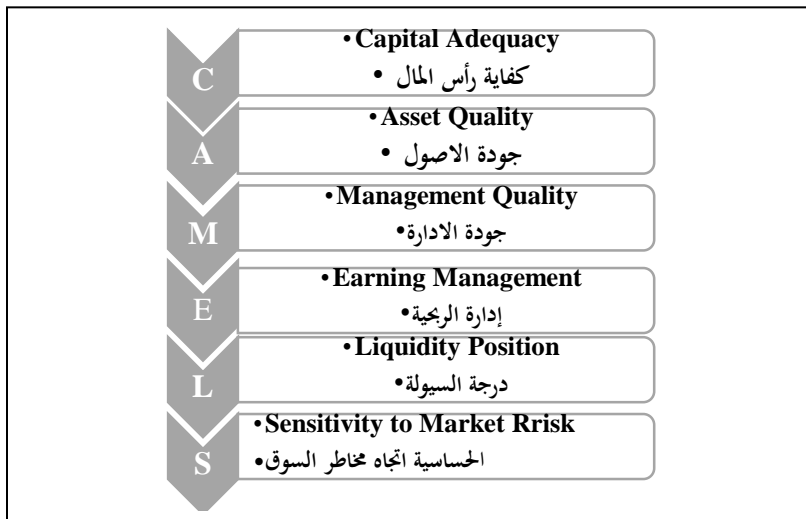 C
•Capital Adequacy
كفاية رأس المال •
A
•Asset Quality
جودة الاصول •
M
•Management Quality
جودة الادارة•
E
•Earning Management
إدارة الربحية•
L
•Liquidity Position
درجة السيولة•
S
•Sensitivity to Market Rrisk
الحساسية اتجاه مخاطر السوق•